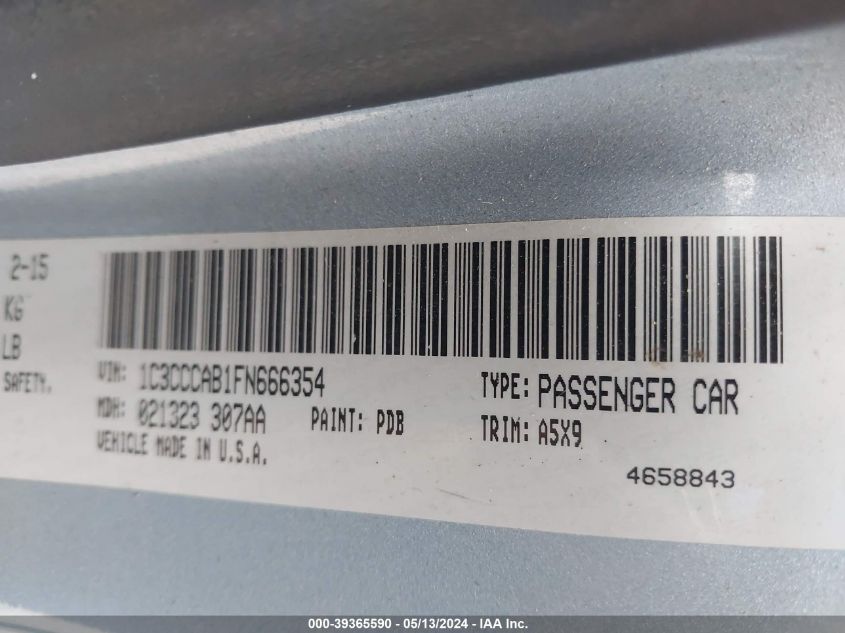 2-15
KG
LB
SAFETY.
VIN: 1C3CCCAB1FN666354
TYPE: PASSENGER CAR
MDH: 021323 307AA
PAINT: PDB
TRIM: A5X9
VEHICLE MADE IN U.S.A.
4658843
000-39365590 - 05/13/2024 - IAA Inc.